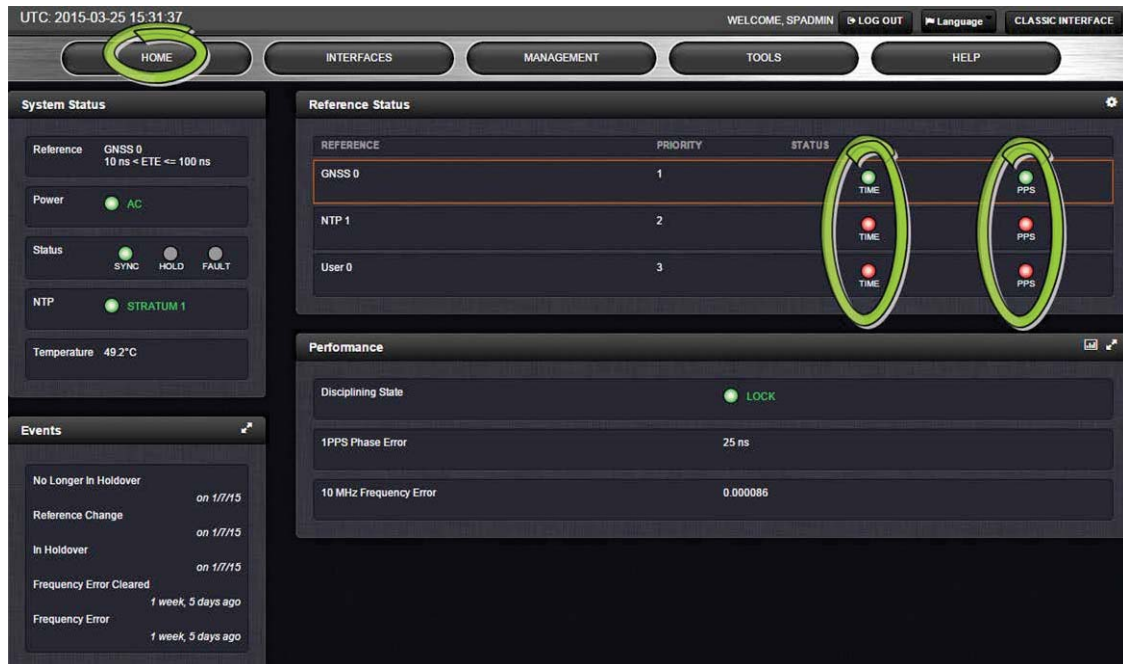 UTC: 2015-03-25 15:31:37
WELCOME, SPADMIN LOG OUT Language CLASSIC INTERFACE
HOME INTERFACES MANAGEMENT TOOLS HELP
System Status
Reference GNSS 0
10 ns < ETE <= 100 ns
Power AC
Status
SYNC HOLD FAULT
NTP STRATUM 1
Temperature 49.2°C
Events
No Longer In Holdover
on 1/7/15
Reference Change
on 1/7/15
In Holdover
on 1/7/15
Frequency Error Cleared
1 week, 5 days ago
Frequency Error
1 week, 5 days ago
Reference Status
REFERENCE PRIORITY STATUS
GNSS 0 1
TIME PPS
NTP 1 2
TIME PPS
User 0 3
TIME PPS
Performance
Disciplining State LOCK
1PPS Phase Error 25 ns
10 MHz Frequency Error 0.000086